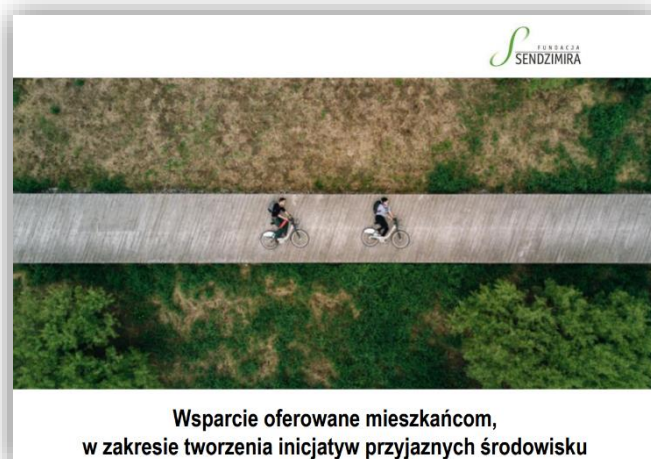 FUNDACJA
SENDZIMIRA
Wsparcie oferowane mieszkańcom,
w zakresie tworzenia inicjatyw przyjaznych środowisku